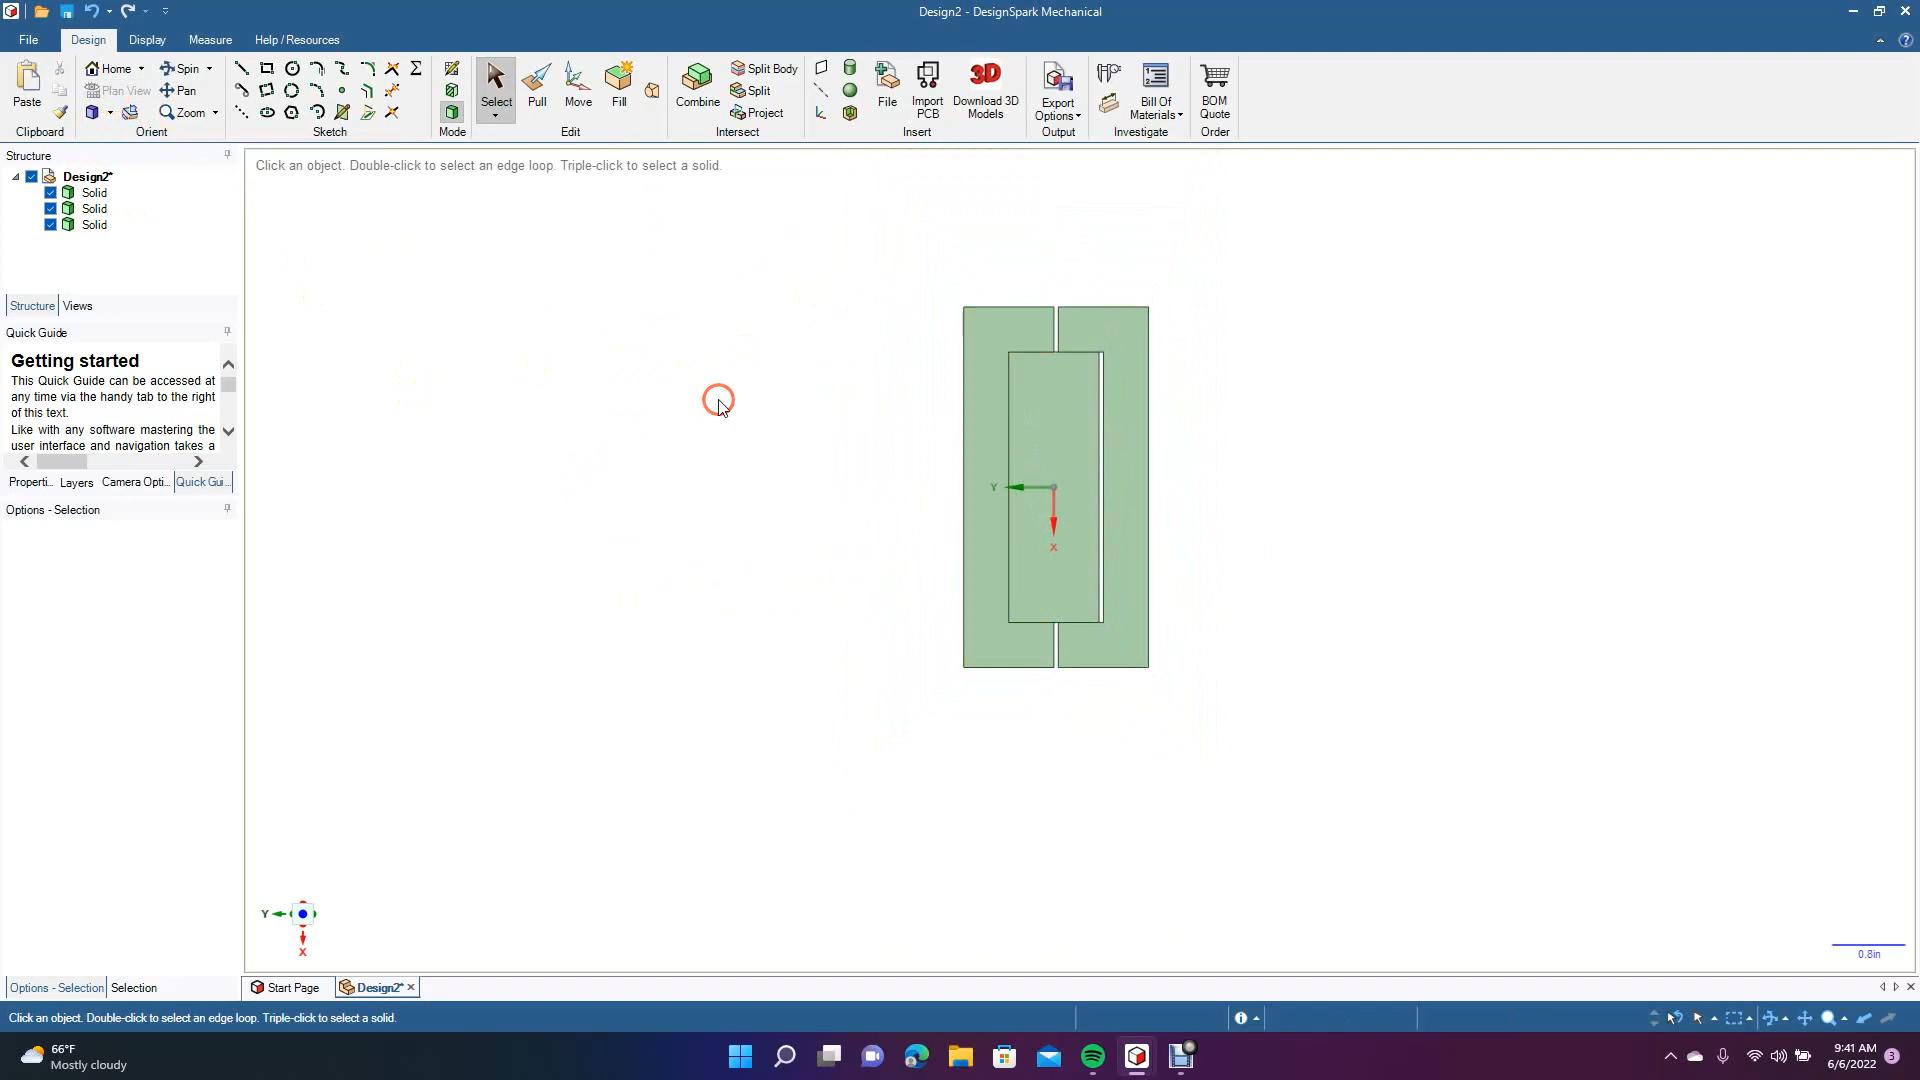 Design2 - DesignSpark Mechanical
File Design Display Measure Help / Resources
Paste
Clipboard
Home Spin
Plan View Pan
Zoom
Orient
Sketch
Mode
Select
Pull
Move
Fill
Edit
Combine
Split Body
Split
Project
Intersect
File
Import PCB
3D
Download 3D Models
Insert
Export Options
Output
Bill Of Materials
Investigate
BOM Quote
Order
Structure
Design2*
Solid
Solid
Solid
Structure Views
Quick Guide
Getting started
This Quick Guide can be accessed at
any time via the handy tab to the right
of this text.
Like with any software mastering the
user interface and navigation takes a
Properti... Layers Camera Opti... Quick Gui...
Options - Selection
Click an object. Double-click to select an edge loop. Triple-click to select a solid.
Y
X
Y
X
0.8in
Options - Selection Selection
Start Page Design2*
Click an object. Double-click to select an edge loop. Triple-click to select a solid.
66°F
Mostly cloudy
9:41 AM
6/6/2022
3